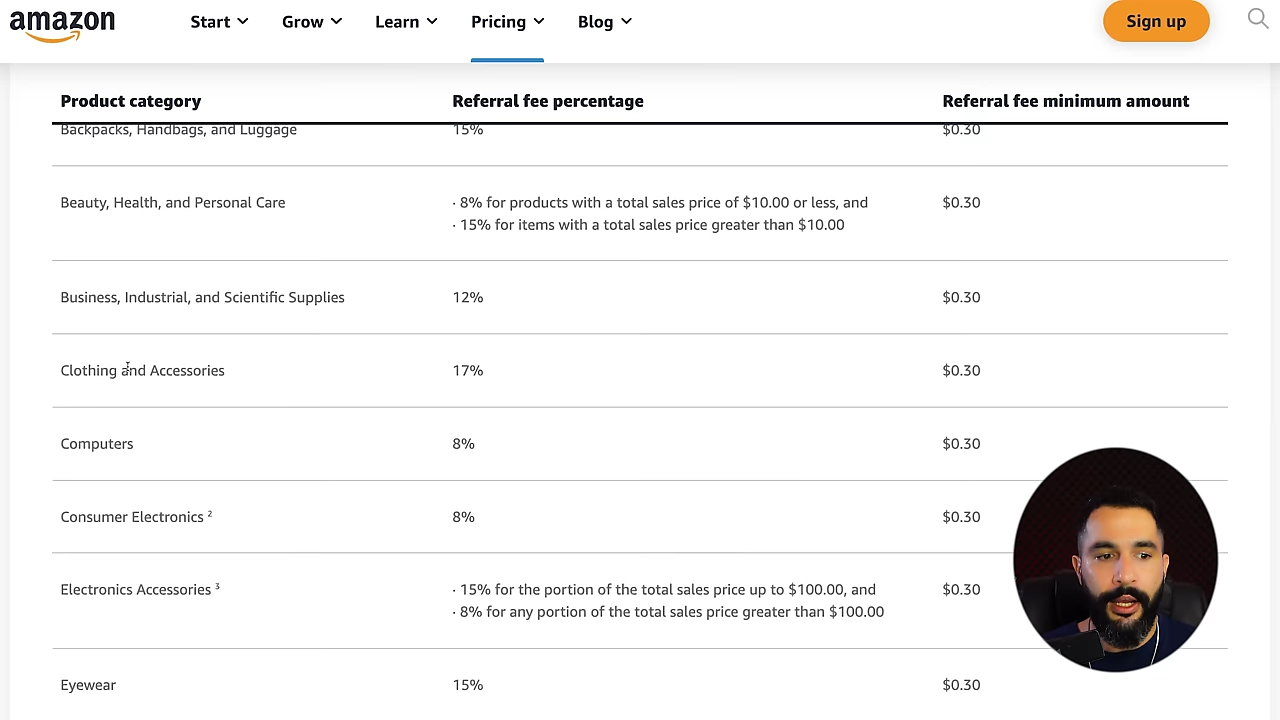 amazon Start Grow Learn Pricing Blog Sign up
Product category Referral fee percentage Referral fee minimum amount
Backpacks, Handbags, and Luggage 15% $0.30
Beauty, Health, and Personal Care · 8% for products with a total sales price of $10.00 or less, and $0.30
· 15% for items with a total sales price greater than $10.00
Business, Industrial, and Scientific Supplies 12% $0.30
Clothing and Accessories 17% $0.30
Computers 8% $0.30
Consumer Electronics ² 8% $0.30
Electronics Accessories ³ · 15% for the portion of the total sales price up to $100.00, and $0.30
· 8% for any portion of the total sales price greater than $100.00
Eyewear 15% $0.30